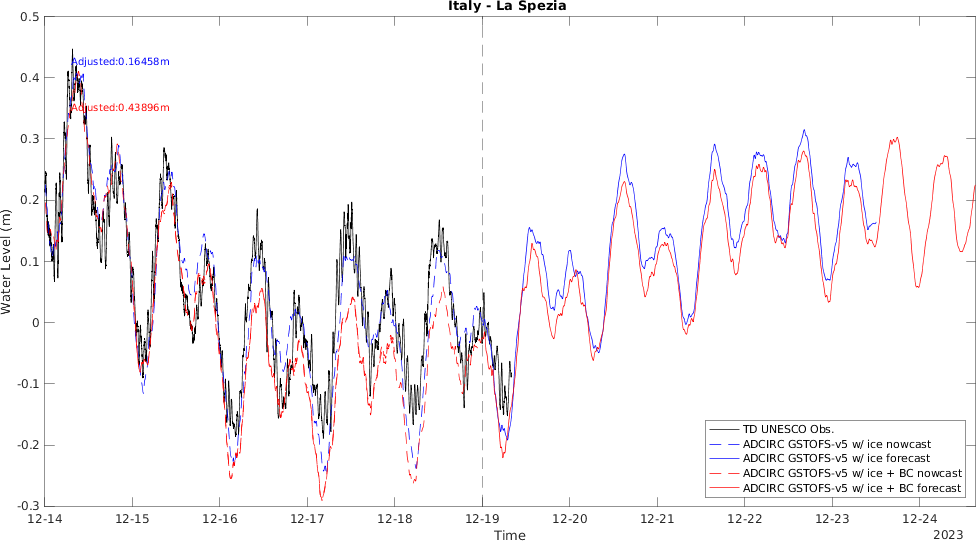 Italy - La Spezia
0.5
0.4
0.3
0.2
0.1
0
-0.1
-0.2
-0.3
Water Level (m)
Adjusted:0.16458m
Adjusted:0.43896m
TD UNESCO Obs.
ADCIRC GSTOFS-v5 w/ ice nowcast
ADCIRC GSTOFS-v5 w/ ice forecast
ADCIRC GSTOFS-v5 w/ ice + BC nowcast
ADCIRC GSTOFS-v5 w/ ice + BC forecast
12-14 12-15 12-16 12-17 12-18 12-19 12-20 12-21 12-22 12-23 12-24
Time
2023